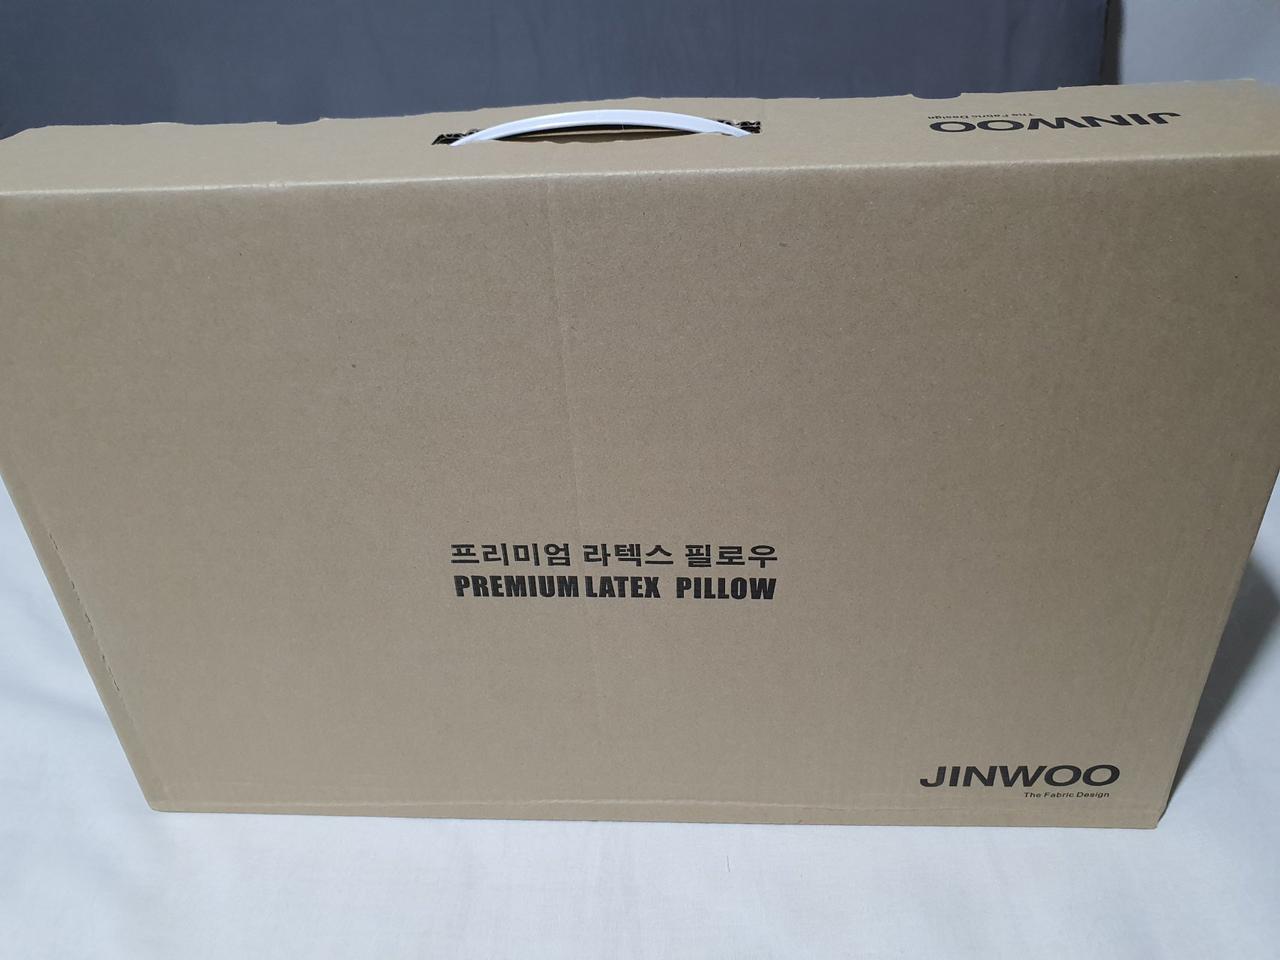 JINWOO
The Fabric Design
프리미엄 라텍스 필로우
PREMIUM LATEX PILLOW
JINWOO
The Fabric Design